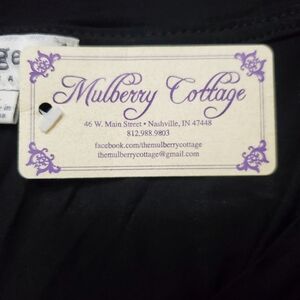 Mulberry Cottage
46 W. Main Street • Nashville, IN 47448
812.988.9803
facebook.com/themulberrycottage
themulberrycottage@gmail.com